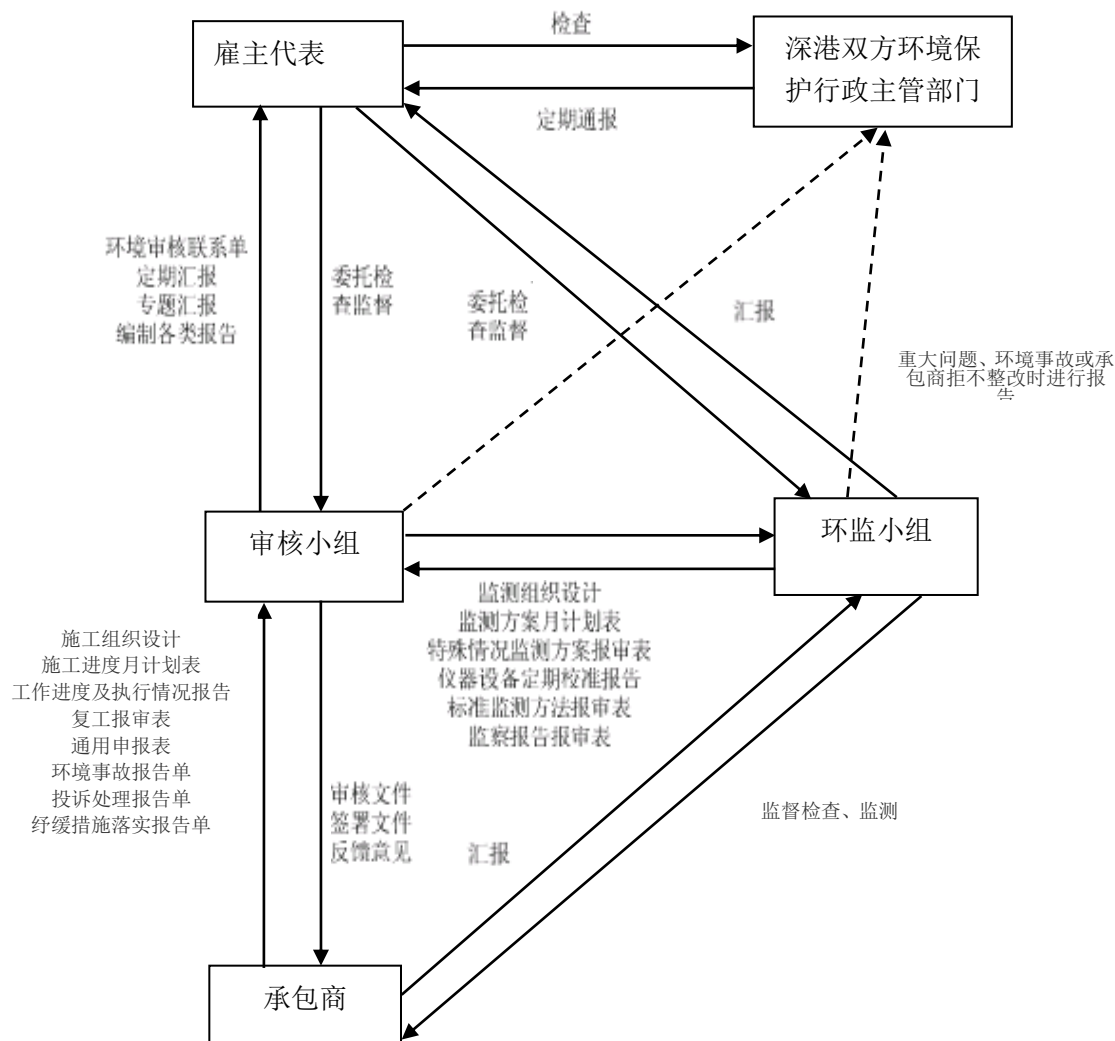 检查
雇主代表
深港双方环境保
护行政主管部门
定期通报
环境审核联系单
定期汇报
专题汇报
编制各类报告
委托检
查监督
委托检
查监督
汇报
重大问题、环境事故或承
包商拒不整改时进行报
告
审核小组
环监小组
监测组织设计
监测方案月计划表
特殊情况监测方案报审表
仪器设备定期校准报告
标准监测方法报审表
监察报告报审表
施工组织设计
施工进度月计划表
工作进度及执行情况报告
复工报审表
通用申报表
环境事故报告单
投诉处理报告单
纾缓措施落实报告单
审核文件
签署文件
反馈意见
汇报
监督检查、监测
承包商